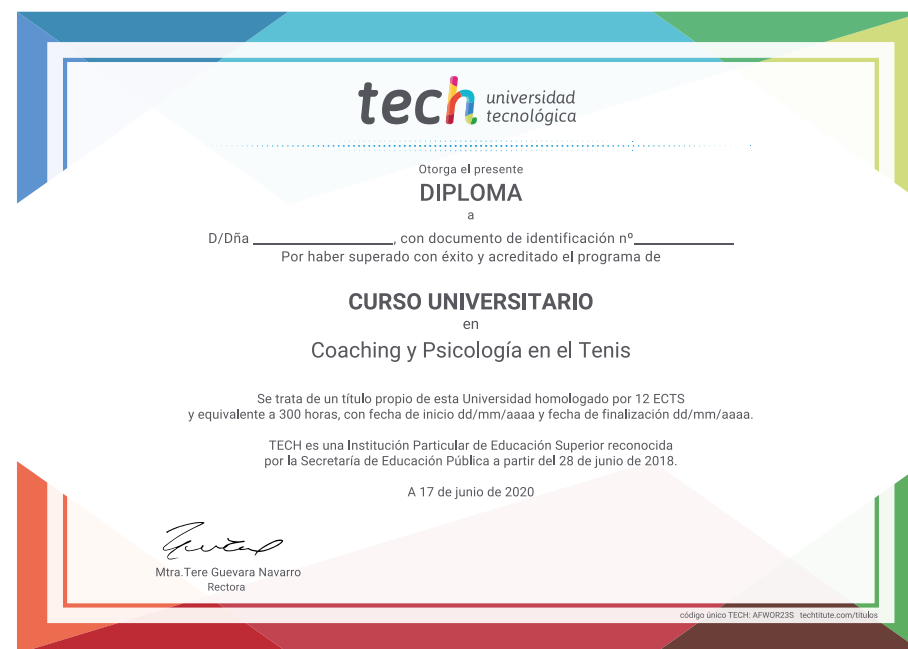 tech universidad
tecnológica
Otorga el presente
DIPLOMA
a
D/Dña ____________________, con documento de identificación nº______________
Por haber superado con éxito y acreditado el programa de
CURSO UNIVERSITARIO
en
Coaching y Psicología en el Tenis
Se trata de un título propio de esta Universidad homologado por 12 ECTS
y equivalente a 300 horas, con fecha de inicio dd/mm/aaaa y fecha de finalización dd/mm/aaaa.
TECH es una Institución Particular de Educación Superior reconocida
por la Secretaría de Educación Pública a partir del 28 de junio de 2018.
A 17 de junio de 2020
Mtra.Tere Guevara Navarro
Rectora
código único TECH: AFWOR23S techtitute.com/titulos